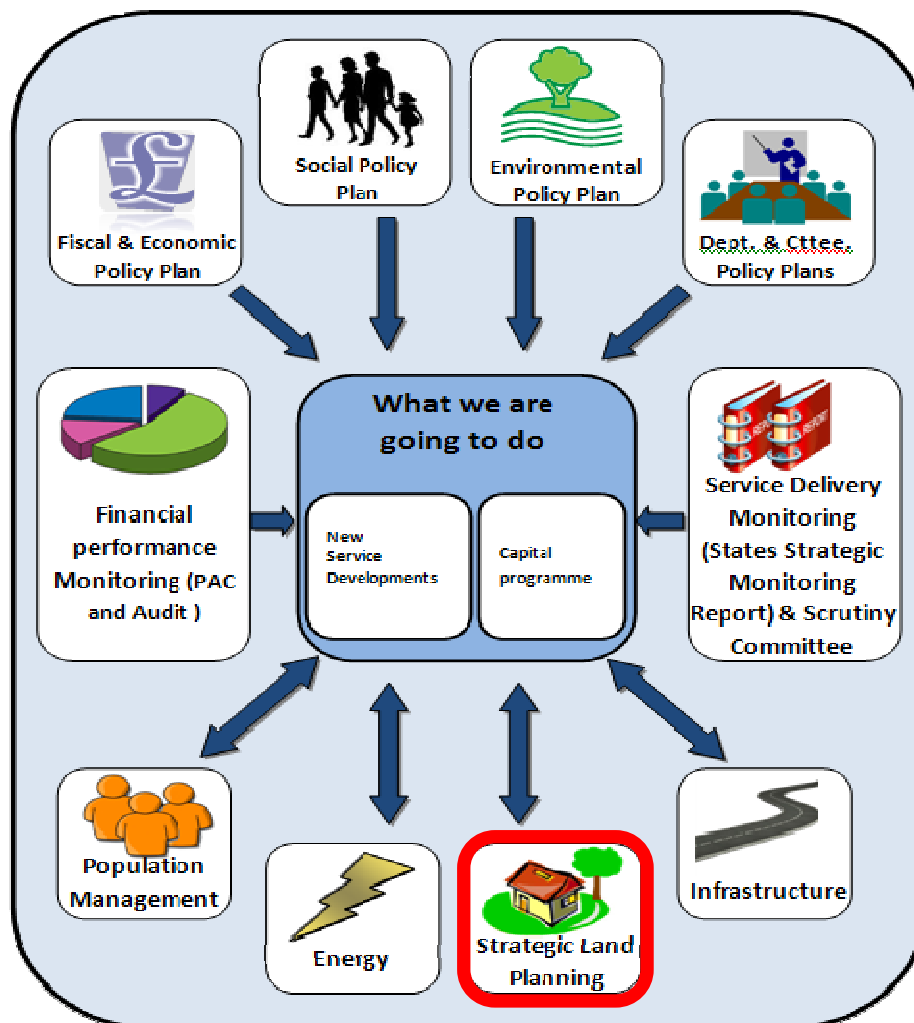 Social Policy
Plan
Environmental
Policy Plan
Fiscal & Economic
Policy Plan
Dept. & Cttee.
Policy Plans
What we are
going to do
New
Service
Developments
Capital
programme
Financial
performance
Monitoring (PAC
and Audit )
REPORT
REPORT
Service Delivery
Monitoring
(States Strategic
Monitoring
Report) & Scrutiny
Committee
Population
Management
Energy
Strategic Land
Planning
Infrastructure